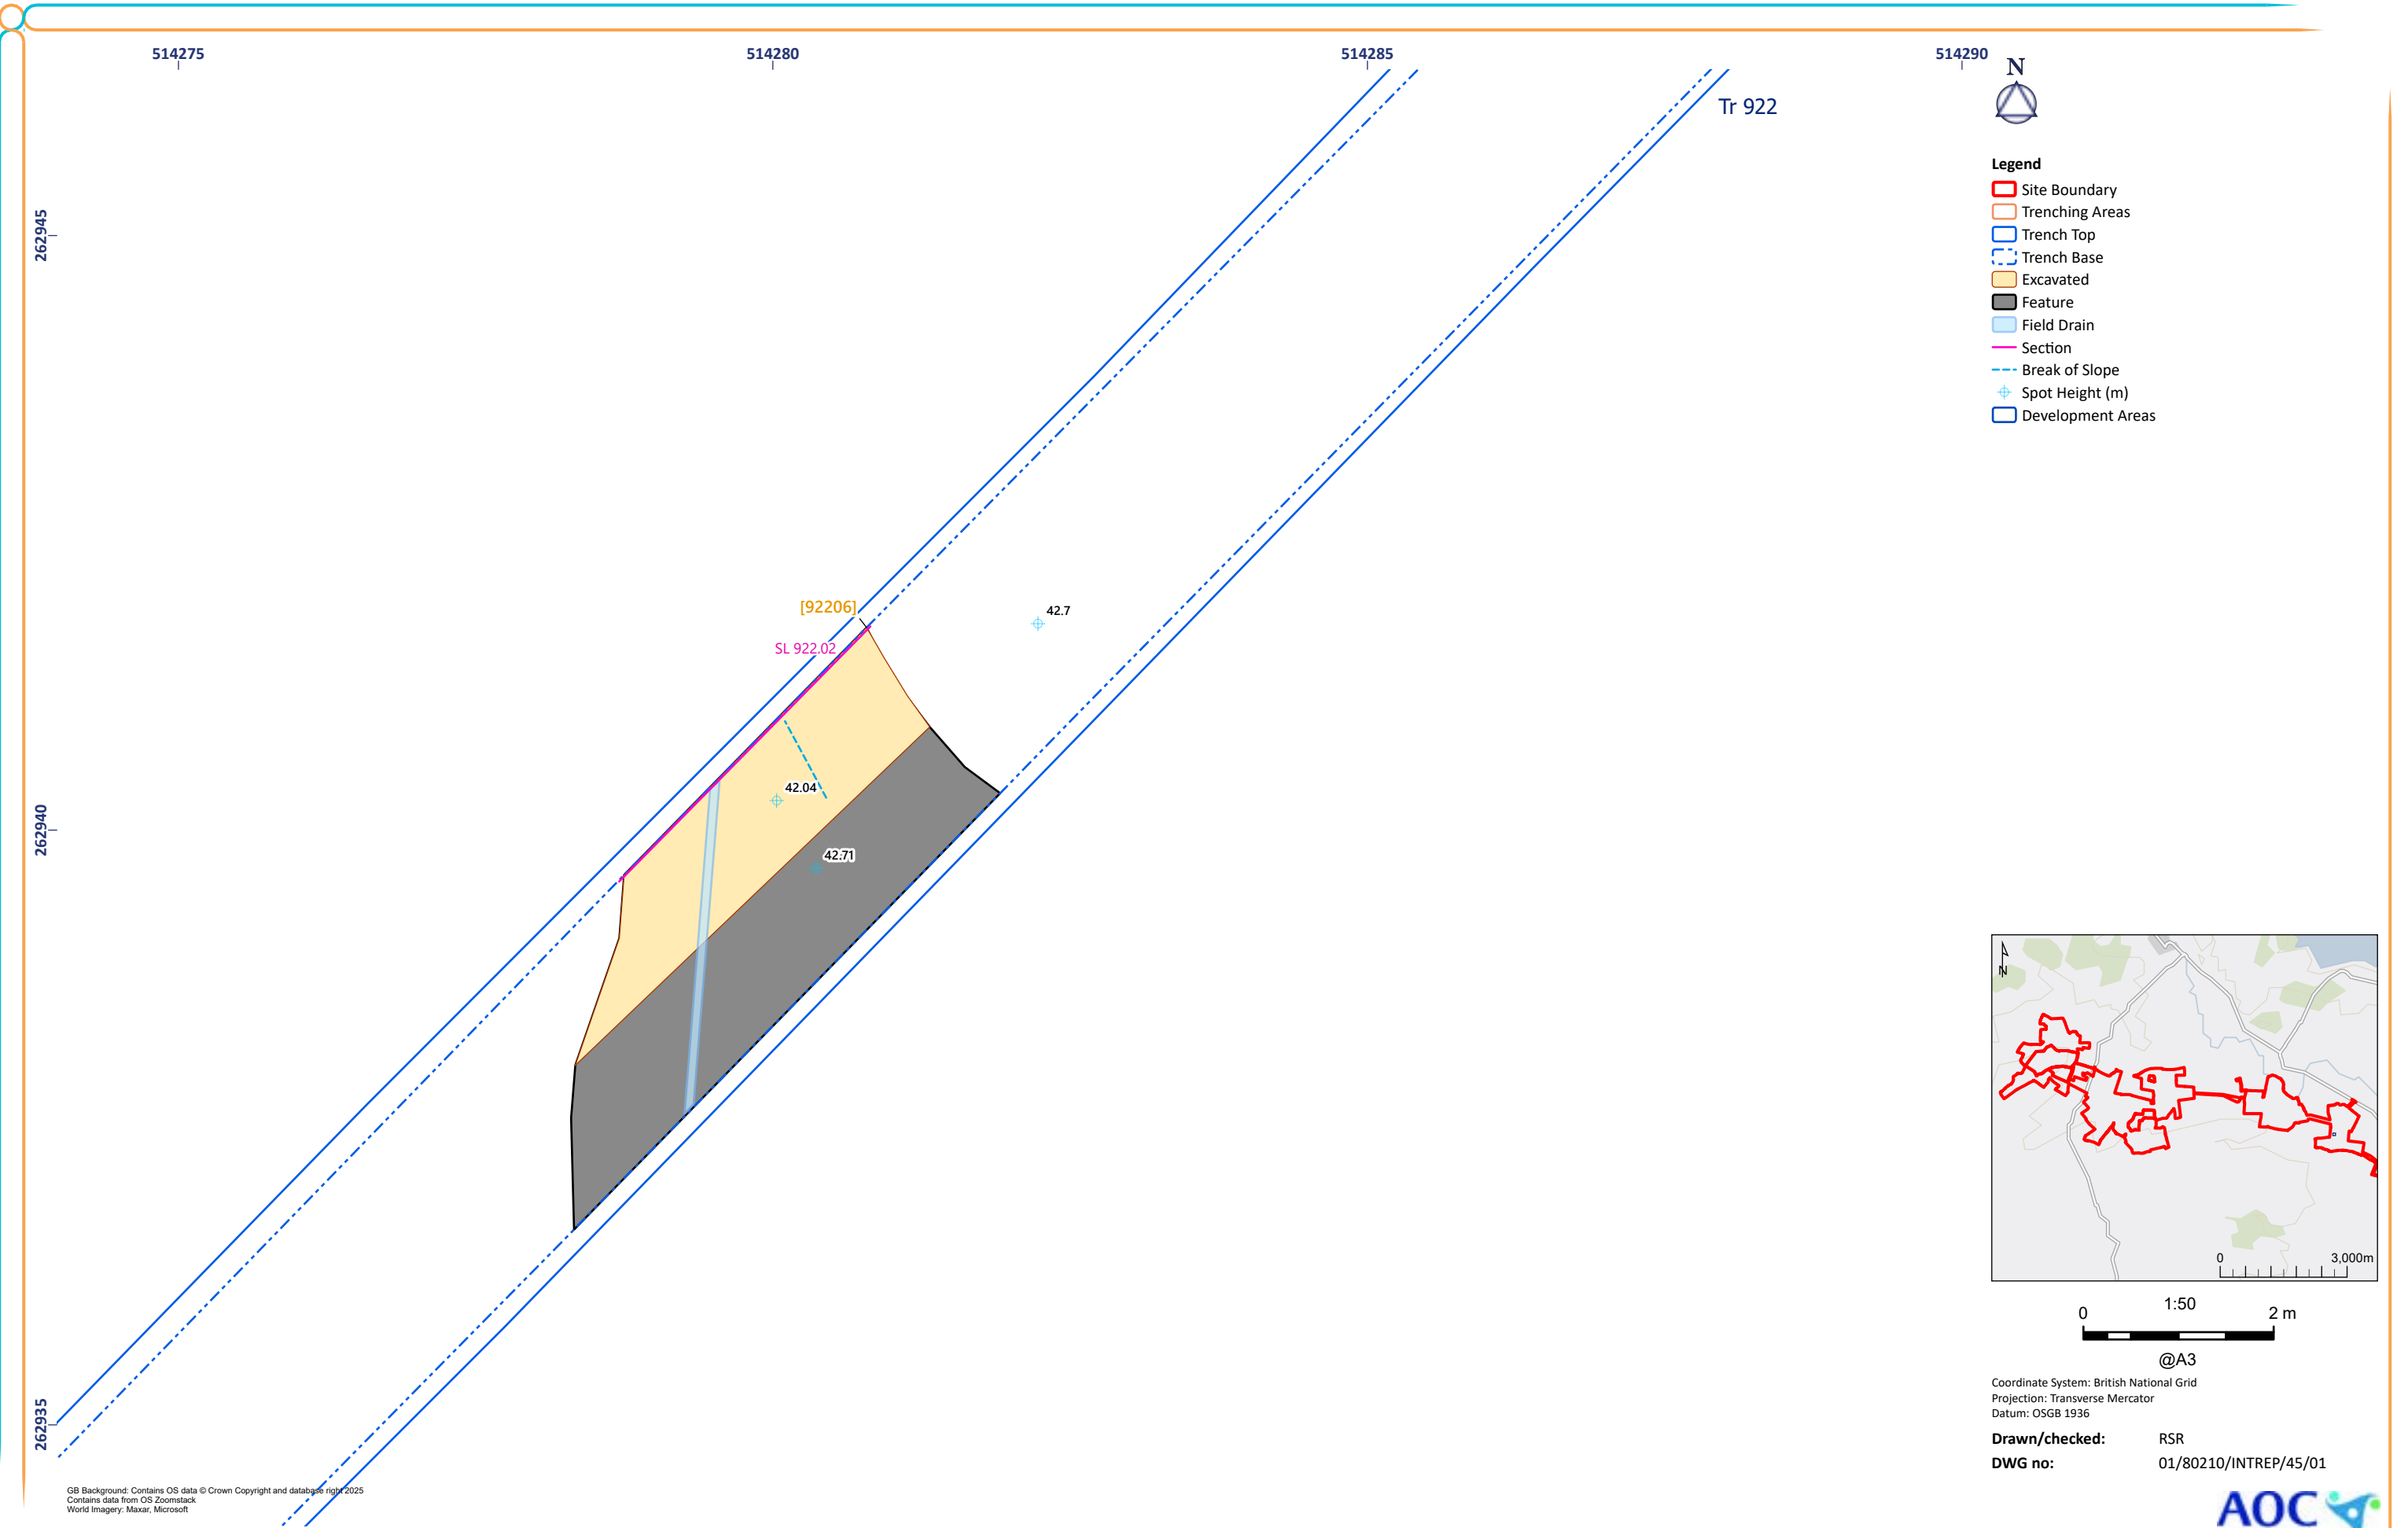 514275
514280
514285
514290
N
Tr 922
262945
262940
262935
[92206]
SL 922.02
42.7
42.04
42.71
Legend
Site Boundary
Trenching Areas
Trench Top
Trench Base
Excavated
Feature
Field Drain
Section
Break of Slope
Spot Height (m)
Development Areas
N
0 3,000m
1:50
0 2 m
@A3
Coordinate System: British National Grid
Projection: Transverse Mercator
Datum: OSGB 1936
Drawn/checked: RSR
DWG no: 01/80210/INTREP/45/01
GB Background: Contains OS data © Crown Copyright and database right 2025
Contains data from OS Zoomstack
World Imagery: Maxar, Microsoft
AOC